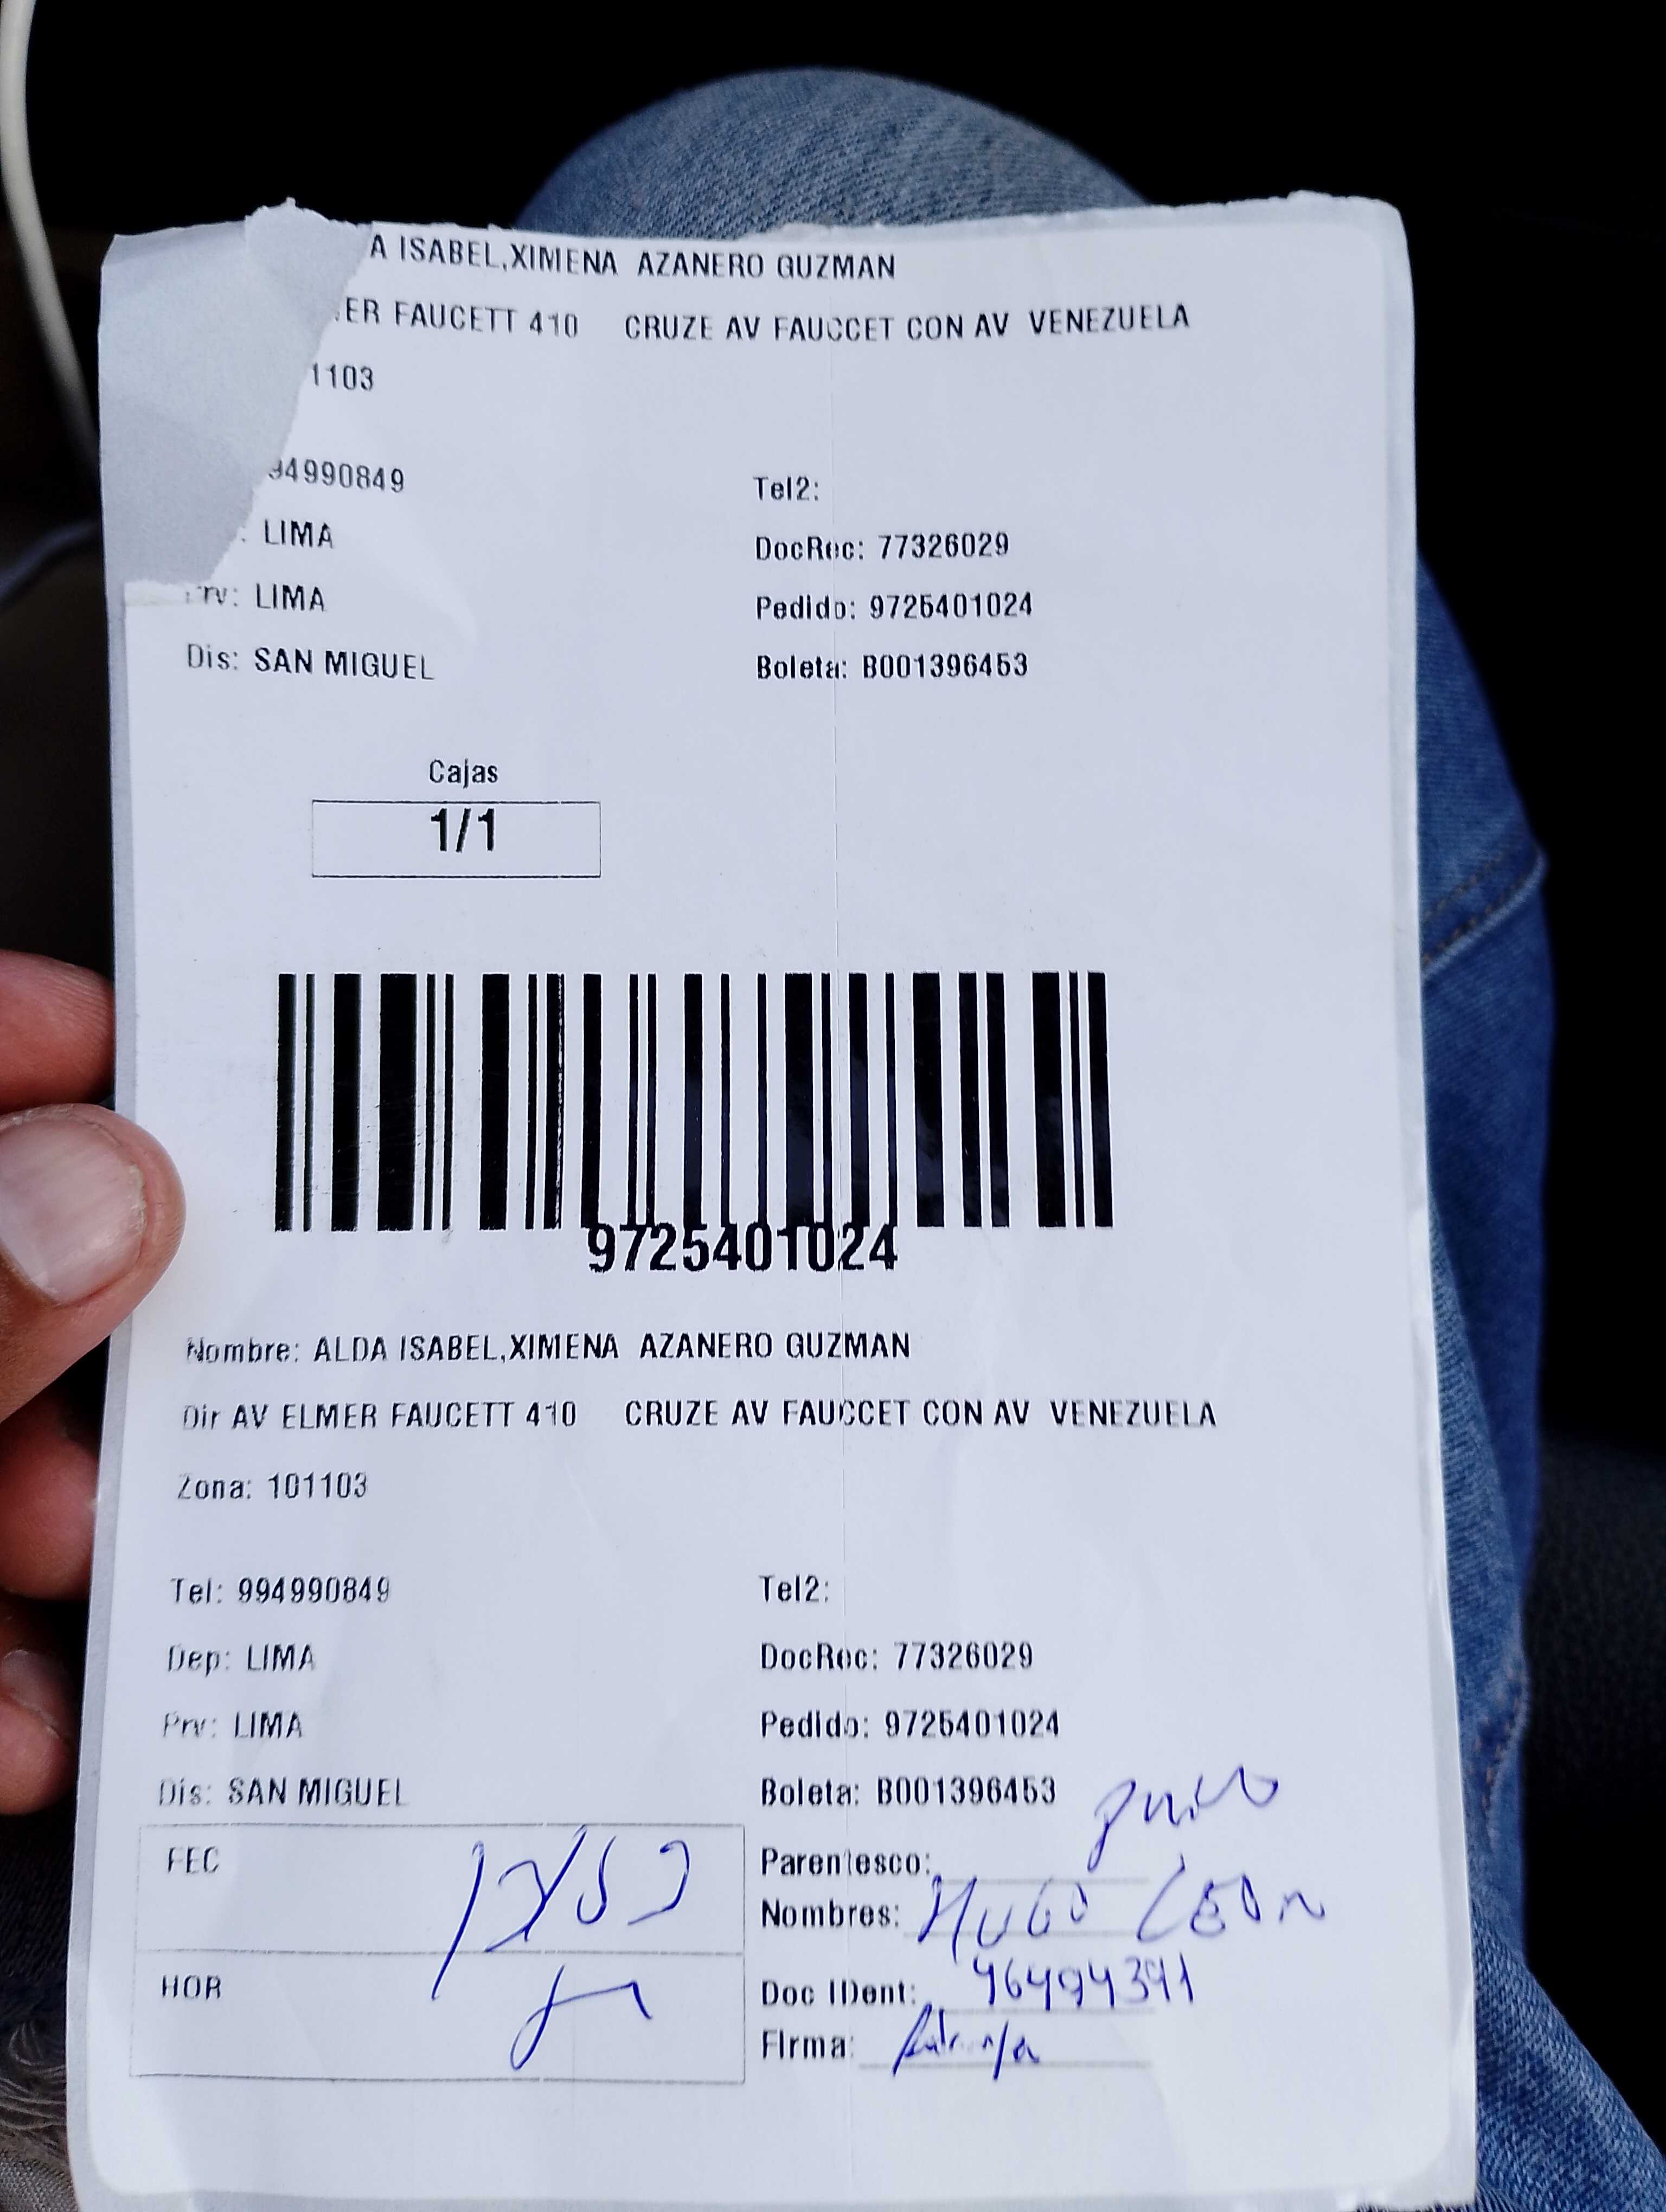 A ISABEL,XIMENA AZANERO GUZMAN
ER FAUCETT 410 CRUZE AV FAUCCET CON AV VENEZUELA
1103
94990849
Tel2:
: LIMA
DocRec: 77326029
Prv: LIMA
Pedido: 9725401024
Dis: SAN MIGUEL
Boleta: B001396453
Cajas
1/1
9725401024
Nombre: ALDA ISABEL,XIMENA AZANERO GUZMAN
Dir AV ELMER FAUCETT 410 CRUZE AV FAUCCET CON AV VENEZUELA
Zona: 101103
Tel: 994990849
Tel2:
Dep: LIMA
DocRec: 77326029
Prv: LIMA
Pedido: 9725401024
Dis: SAN MIGUEL
Boleta: B001396453
FEC
Parentesco:
Nombres: HUGO LEON
HOR
Doc IDent: 46494391
FIrma: